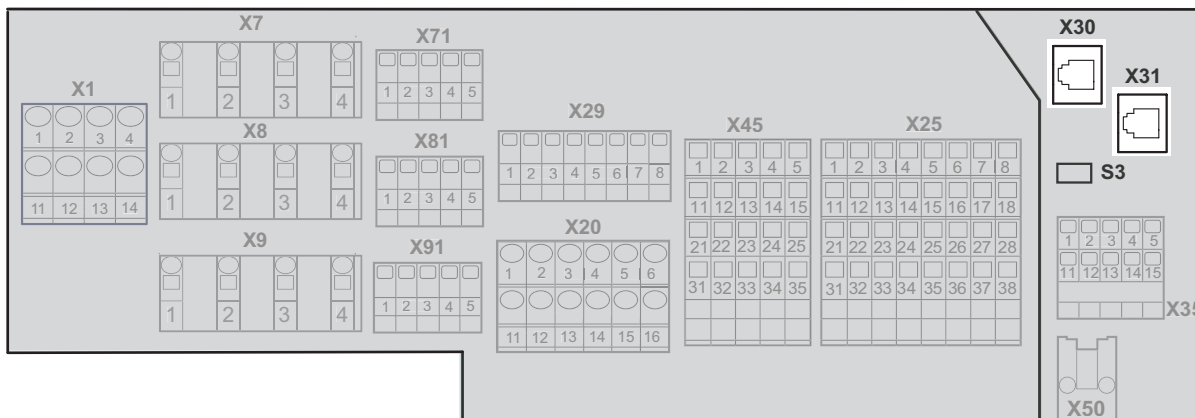 X7
X71
X30
X31
X1
1 2 3 4
1 2 3 4 5
1 2 3 4
X8
X81
X29
X45
X25
S3
11 12 13 14
1 2 3 4
1 2 3 4 5
1 2 3 4 5 6 7 8
1 2 3 4 5
1 2 3 4 5 6 7 8
11 12 13 14 15
11 12 13 14 15 16 17 18
X9
X91
X20
21 22 23 24 25
21 22 23 24 25 26 27 28
1 2 3 4 5
1 2 3 4
1 2 3 4 5
1 2 3 4 5 6
31 32 33 34 35
31 32 33 34 35 36 37 38
11 12 13 14 15
X35
11 12 13 14 15 16
X50